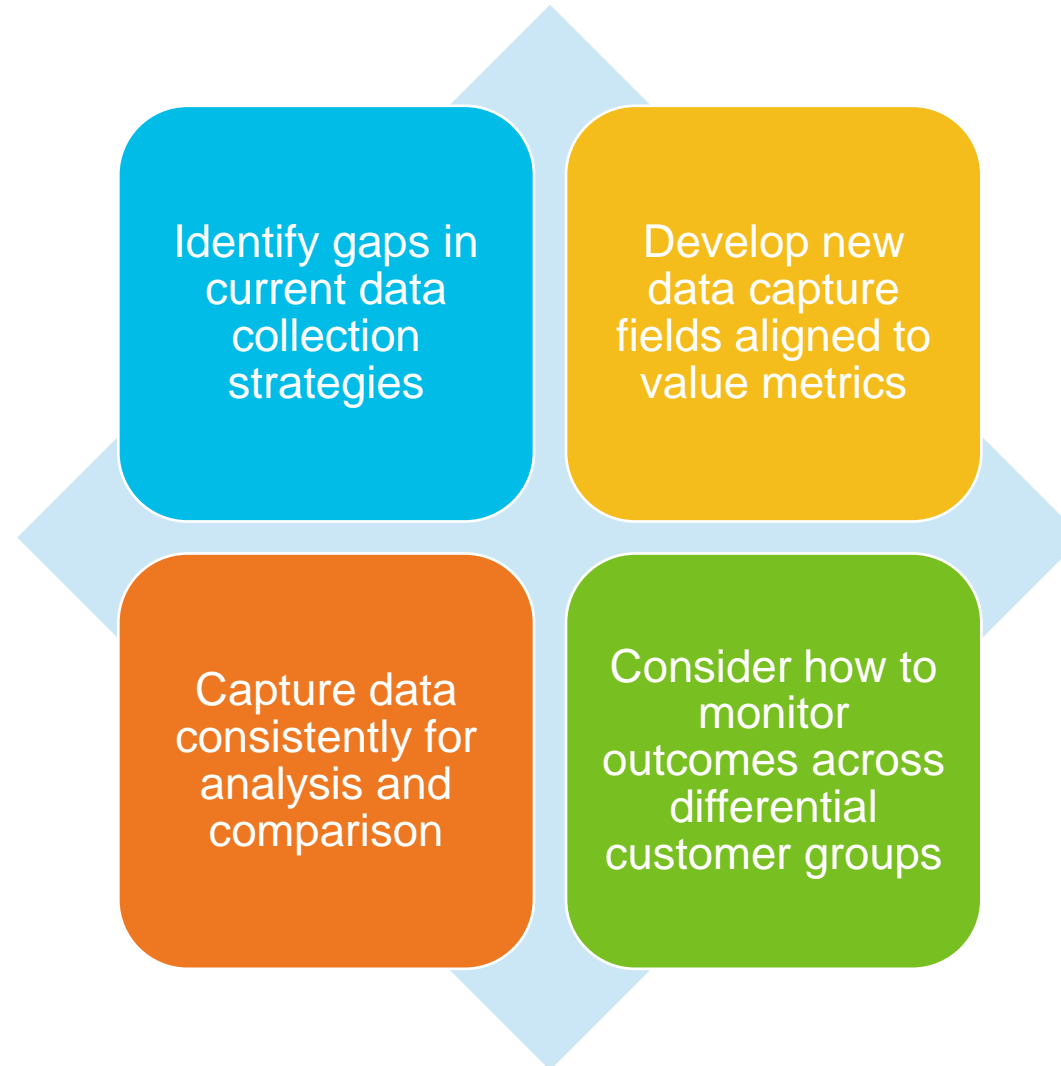 Identify gaps in
current data
collection
strategies
Develop new
data capture
fields aligned to
value metrics
Capture data
consistently for
analysis and
comparison
Consider how to
monitor
outcomes across
differential
customer groups